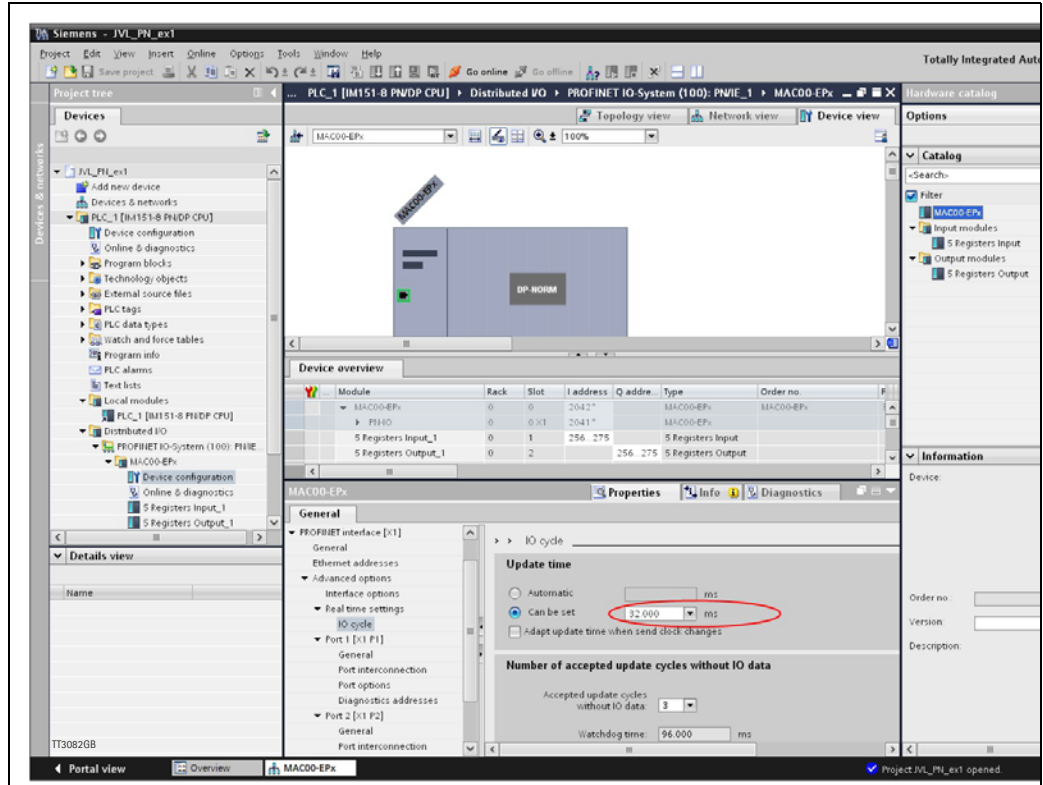 Siemens - JVL_PN_ex1
Project Edit View Insert Online Options Tools Window Help
Save project Go online Go offline
Totally Integrated Auto
Project tree
Devices
Devices & networks
JVL_PN_ex1
Add new device
Devices & networks
PLC_1 [IM151-8 PN/DP CPU]
Device configuration
Online & diagnostics
Program blocks
Technology objects
External source files
PLC tags
PLC data types
Watch and force tables
Program info
PLC alarms
Text lists
Local modules
PLC_1 [IM151-8 PN/DP CPU]
Distributed I/O
PROFINET IO-System (100): PN/IE...
MAC00-EPx
Device configuration
Online & diagnostics
5 Registers Input_1
5 Registers Output_1
Details view
Name
TT3082GB
... PLC_1 [IM151-8 PN/DP CPU] Distributed I/O PROFINET IO-System (100): PN/IE_1 MAC00-EPx
Topology view Network view Device view
MAC00-EPx 100%
MAC00-EPX
DP-NORM
Device overview
... Module Rack Slot I address Q addre... Type Order no. F
MAC00-EPx 0 0 2042* MAC00-EPx MAC00-EPx
PN-IO 0 0 X1 2041* MAC00-EPx
5 Registers Input_1 0 1 256..275 5 Registers Input
5 Registers Output_1 0 2 256..275 5 Registers Output
MAC00-EPx
Properties Info Diagnostics
General
PROFINET interface [X1]
General
Ethernet addresses
Advanced options
Interface options
Real time settings
IO cycle
Port 1 [X1 P1]
General
Port interconnection
Port options
Diagnostics addresses
Port 2 [X1 P2]
General
Port interconnection
> > IO cycle
Update time
Automatic ms
Can be set 32.000 ms
Adapt update time when send clock changes
Number of accepted update cycles without IO data
Accepted update cycles
without IO data: 3
Watchdog time: 96.000 ms
Hardware catalog
Options
Catalog
<Search>
Filter
MAC00-EPx
Input modules
5 Registers Input
Output modules
5 Registers Output
Information
Device:
Order no.:
Version:
Description:
Portal view Overview MAC00-EPx
Project JVL_PN_ex1 opened.